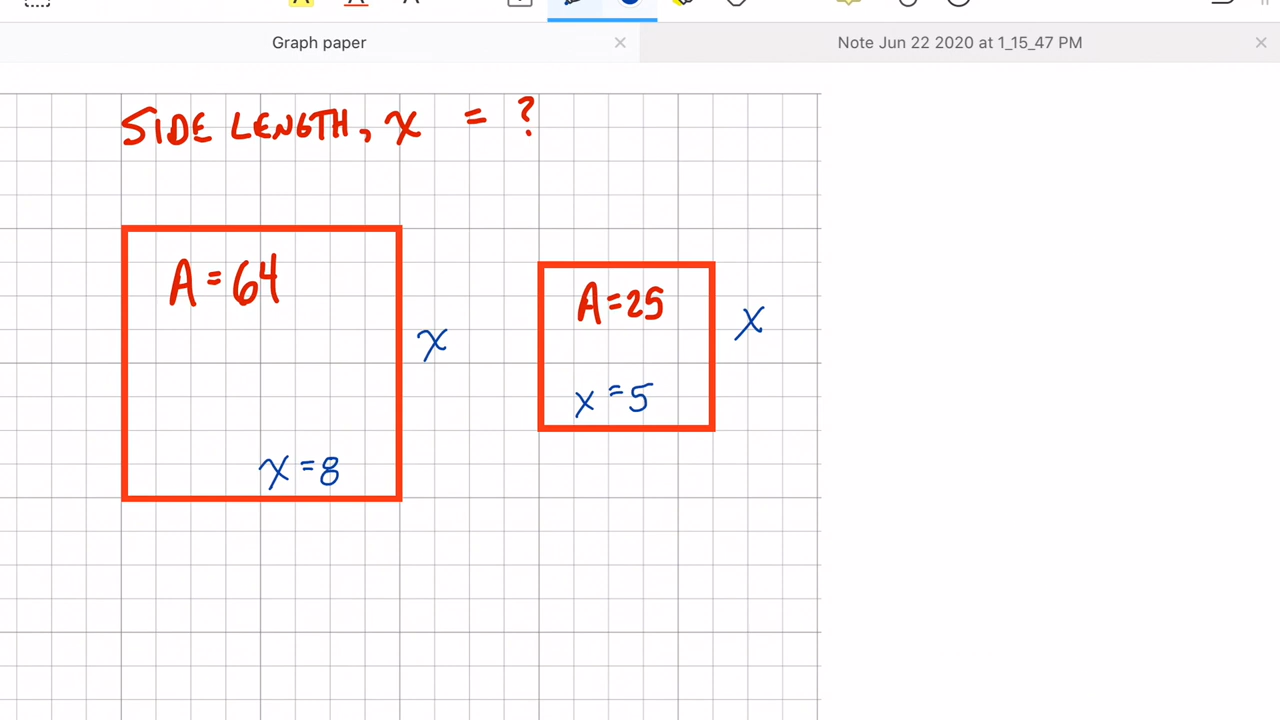 Graph paper
Note Jun 22 2020 at 1_15_47 PM
SIDE LENGTH, x = ?
A = 64
A = 25
x
x
x = 5
x = 8